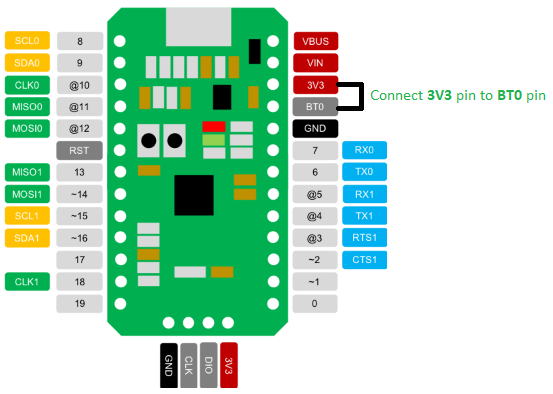 SCL0 8 VBUS
SDA0 9 VIN
CLK0 @10 3V3
MISO0 @11 BT0
Connect 3V3 pin to BT0 pin
MOSI0 @12 GND
RST 7 RX0
MISO1 13 6 TX0
MOSI1 ~14 @5 RX1
SCL1 ~15 @4 TX1
SDA1 ~16 @3 RTS1
17 ~2 CTS1
CLK1 18 ~1
19 0
GND CLK DIO 3V3